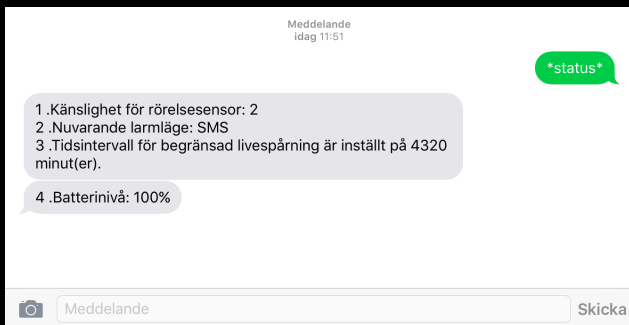 Meddelande
idag 11:51
*status*
1 .Känslighet för rörelsesensor: 2
2 .Nuvarande larmläge: SMS
3 .Tidsintervall för begränsad livespårning är inställt på 4320
minut(er).
4 .Batterinivå: 100%
Meddelande
Skicka